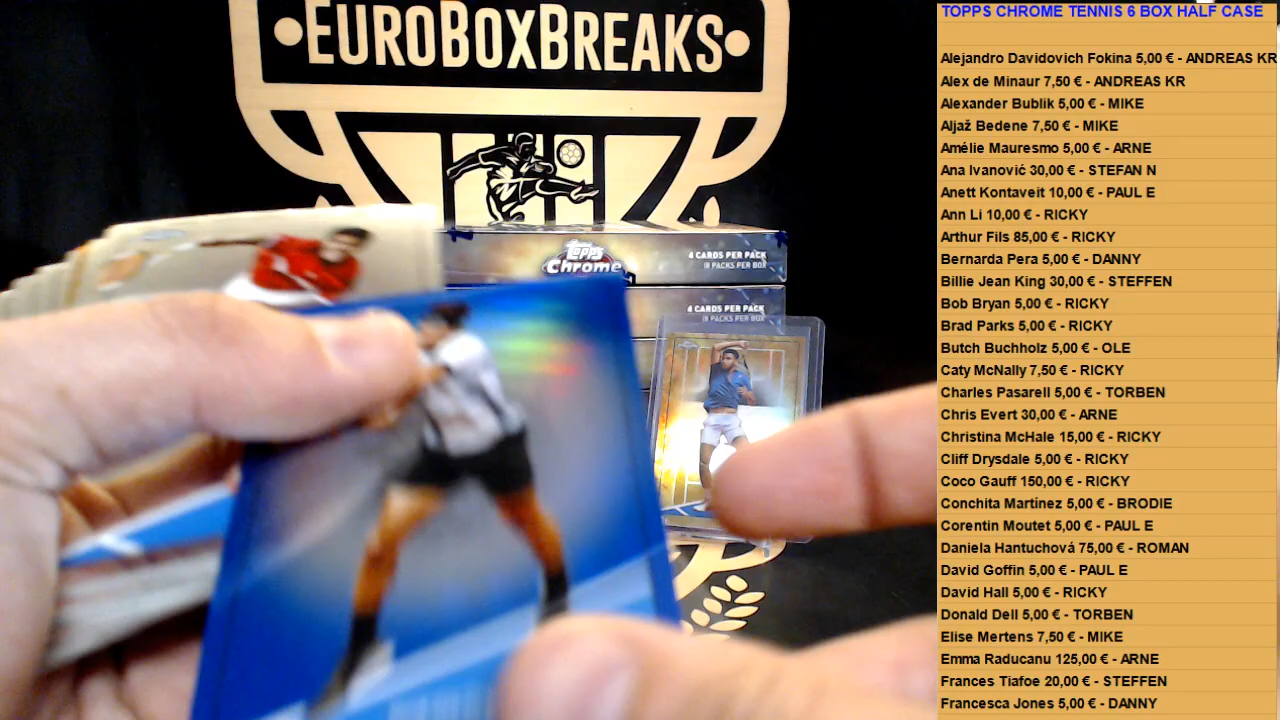 EUROBOXBREAKS
Topps
Chrome
4 CARDS PER PACK
18 PACKS PER BOX
4 CARDS PER PACK
18 PACKS PER BOX
TOPPS CHROME TENNIS 6 BOX HALF CASE
Alejandro Davidovich Fokina 5,00 € - ANDREAS KR
Alex de Minaur 7,50 € - ANDREAS KR
Alexander Bublik 5,00 € - MIKE
Aljaž Bedene 7,50 € - MIKE
Amélie Mauresmo 5,00 € - ARNE
Ana Ivanović 30,00 € - STEFAN N
Anett Kontaveit 10,00 € - PAUL E
Ann Li 10,00 € - RICKY
Arthur Fils 85,00 € - RICKY
Bernarda Pera 5,00 € - DANNY
Billie Jean King 30,00 € - STEFFEN
Bob Bryan 5,00 € - RICKY
Brad Parks 5,00 € - RICKY
Butch Buchholz 5,00 € - OLE
Caty McNally 7,50 € - RICKY
Charles Pasarell 5,00 € - TORBEN
Chris Evert 30,00 € - ARNE
Christina McHale 15,00 € - RICKY
Cliff Drysdale 5,00 € - RICKY
Coco Gauff 150,00 € - RICKY
Conchita Martínez 5,00 € - BRODIE
Corentin Moutet 5,00 € - PAUL E
Daniela Hantuchová 75,00 € - ROMAN
David Goffin 5,00 € - PAUL E
David Hall 5,00 € - RICKY
Donald Dell 5,00 € - TORBEN
Elise Mertens 7,50 € - MIKE
Emma Raducanu 125,00 € - ARNE
Frances Tiafoe 20,00 € - STEFFEN
Francesca Jones 5,00 € - DANNY